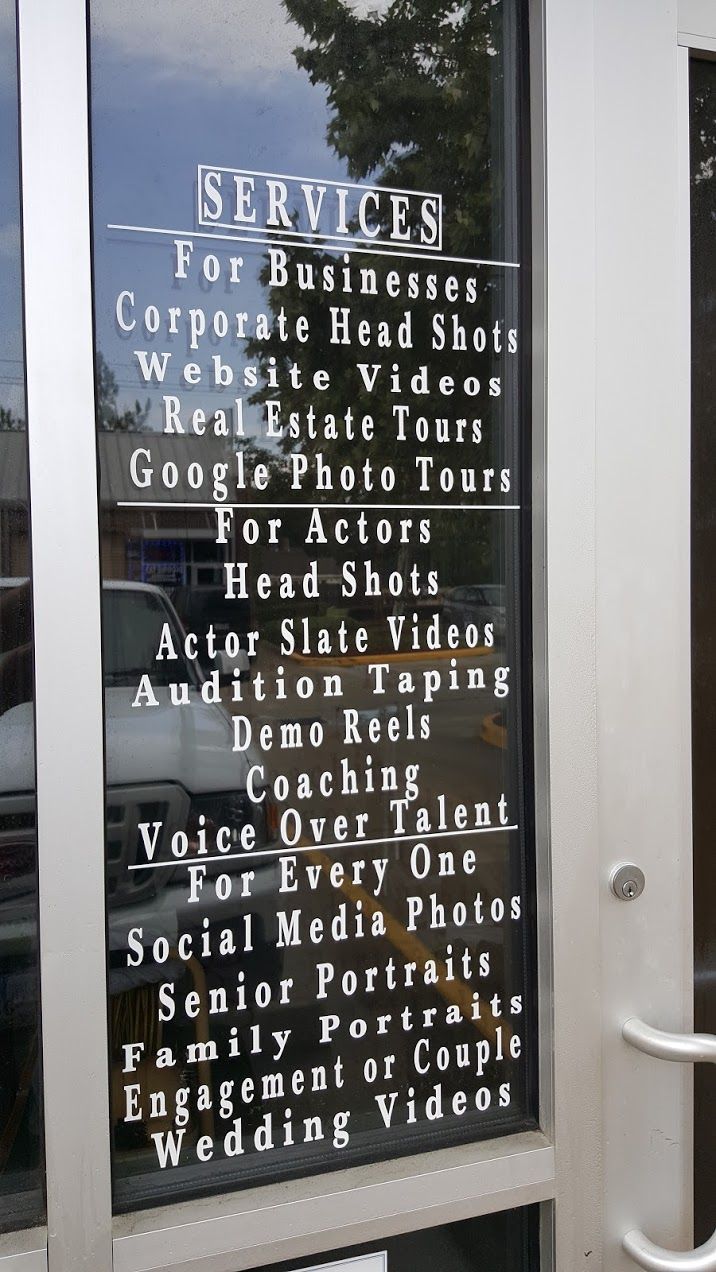 SERVICES
For Businesses
Corporate Head Shots
Website Videos
Real Estate Tours
Google Photo Tours
For Actors
Head Shots
Actor Slate Videos
Audition Taping
Demo Reels
Coaching
Voice Over Talent
For Every One
Social Media Photos
Senior Portraits
Family Portraits
Engagement or Couple
Wedding Videos